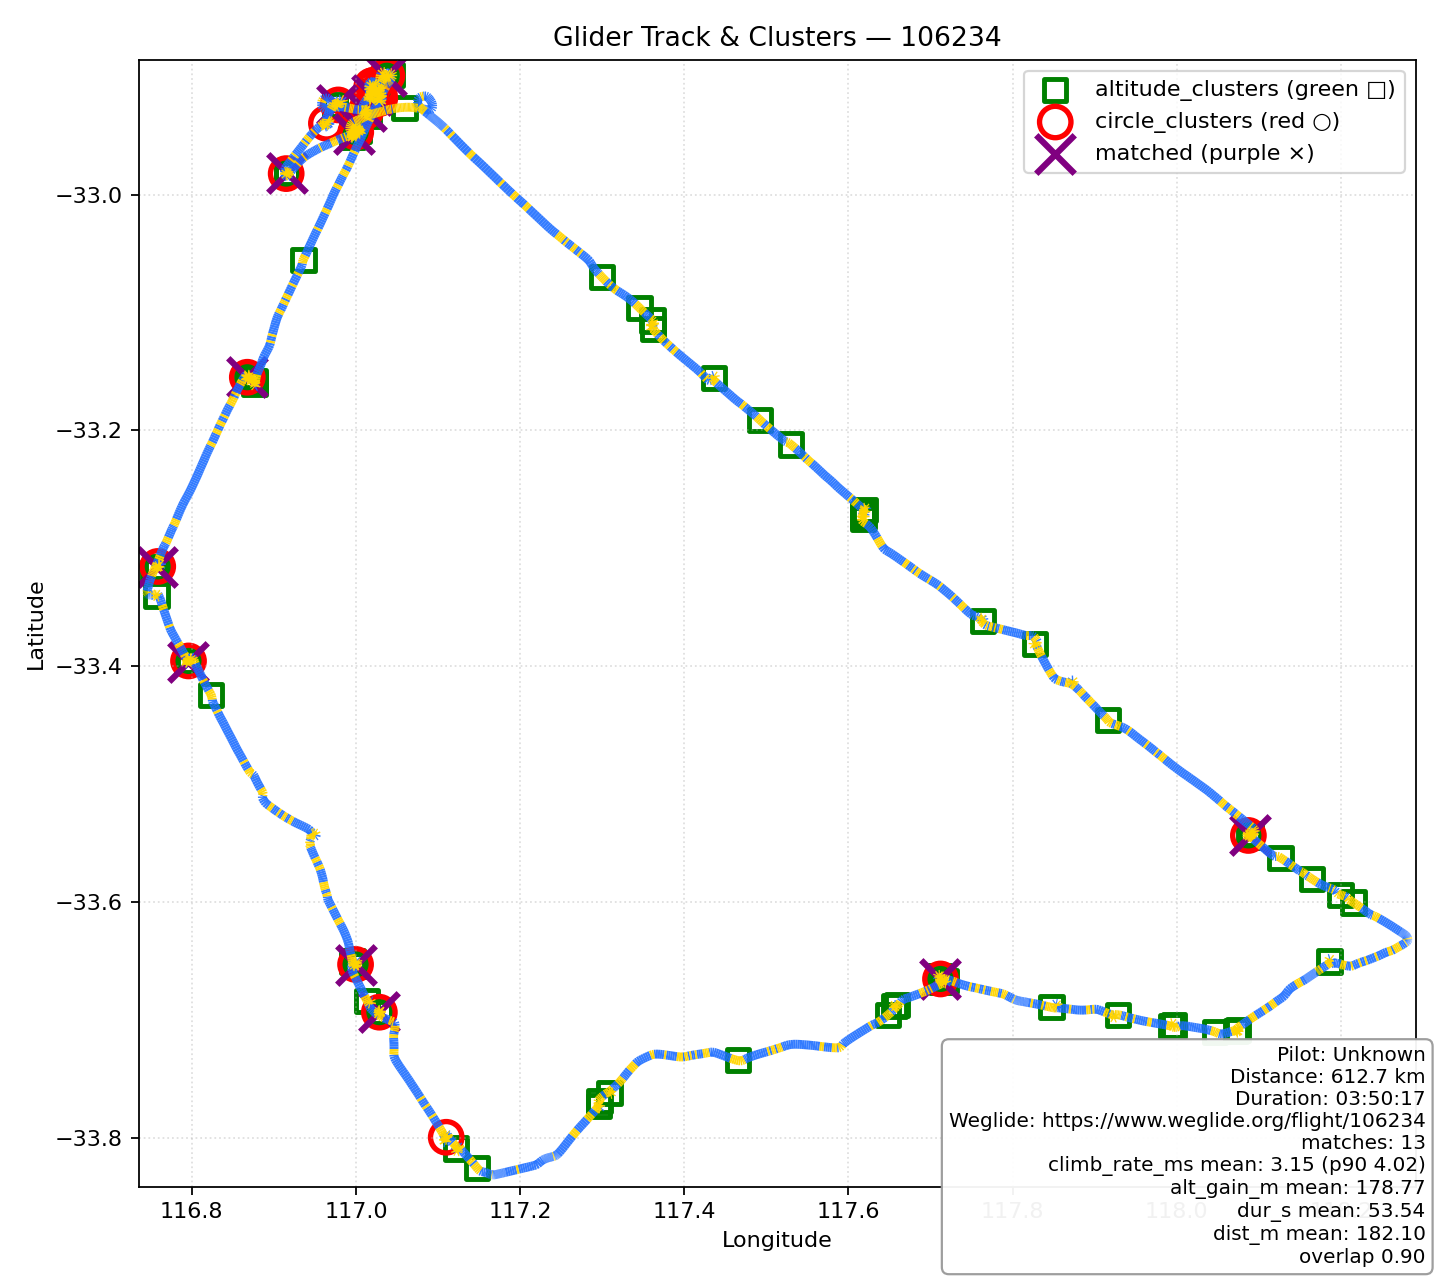 Glider Track & Clusters — 106234
altitude_clusters (green □)
circle_clusters (red ○)
matched (purple ×)
Latitude
−33.0
−33.2
−33.4
−33.6
−33.8
116.8
117.0
117.2
117.4
117.6
117.8
118.0
Longitude
Pilot: Unknown
Distance: 612.7 km
Duration: 03:50:17
Weglide: https://www.weglide.org/flight/106234
matches: 13
climb_rate_ms mean: 3.15 (p90 4.02)
alt_gain_m mean: 178.77
dur_s mean: 53.54
dist_m mean: 182.10
overlap 0.90